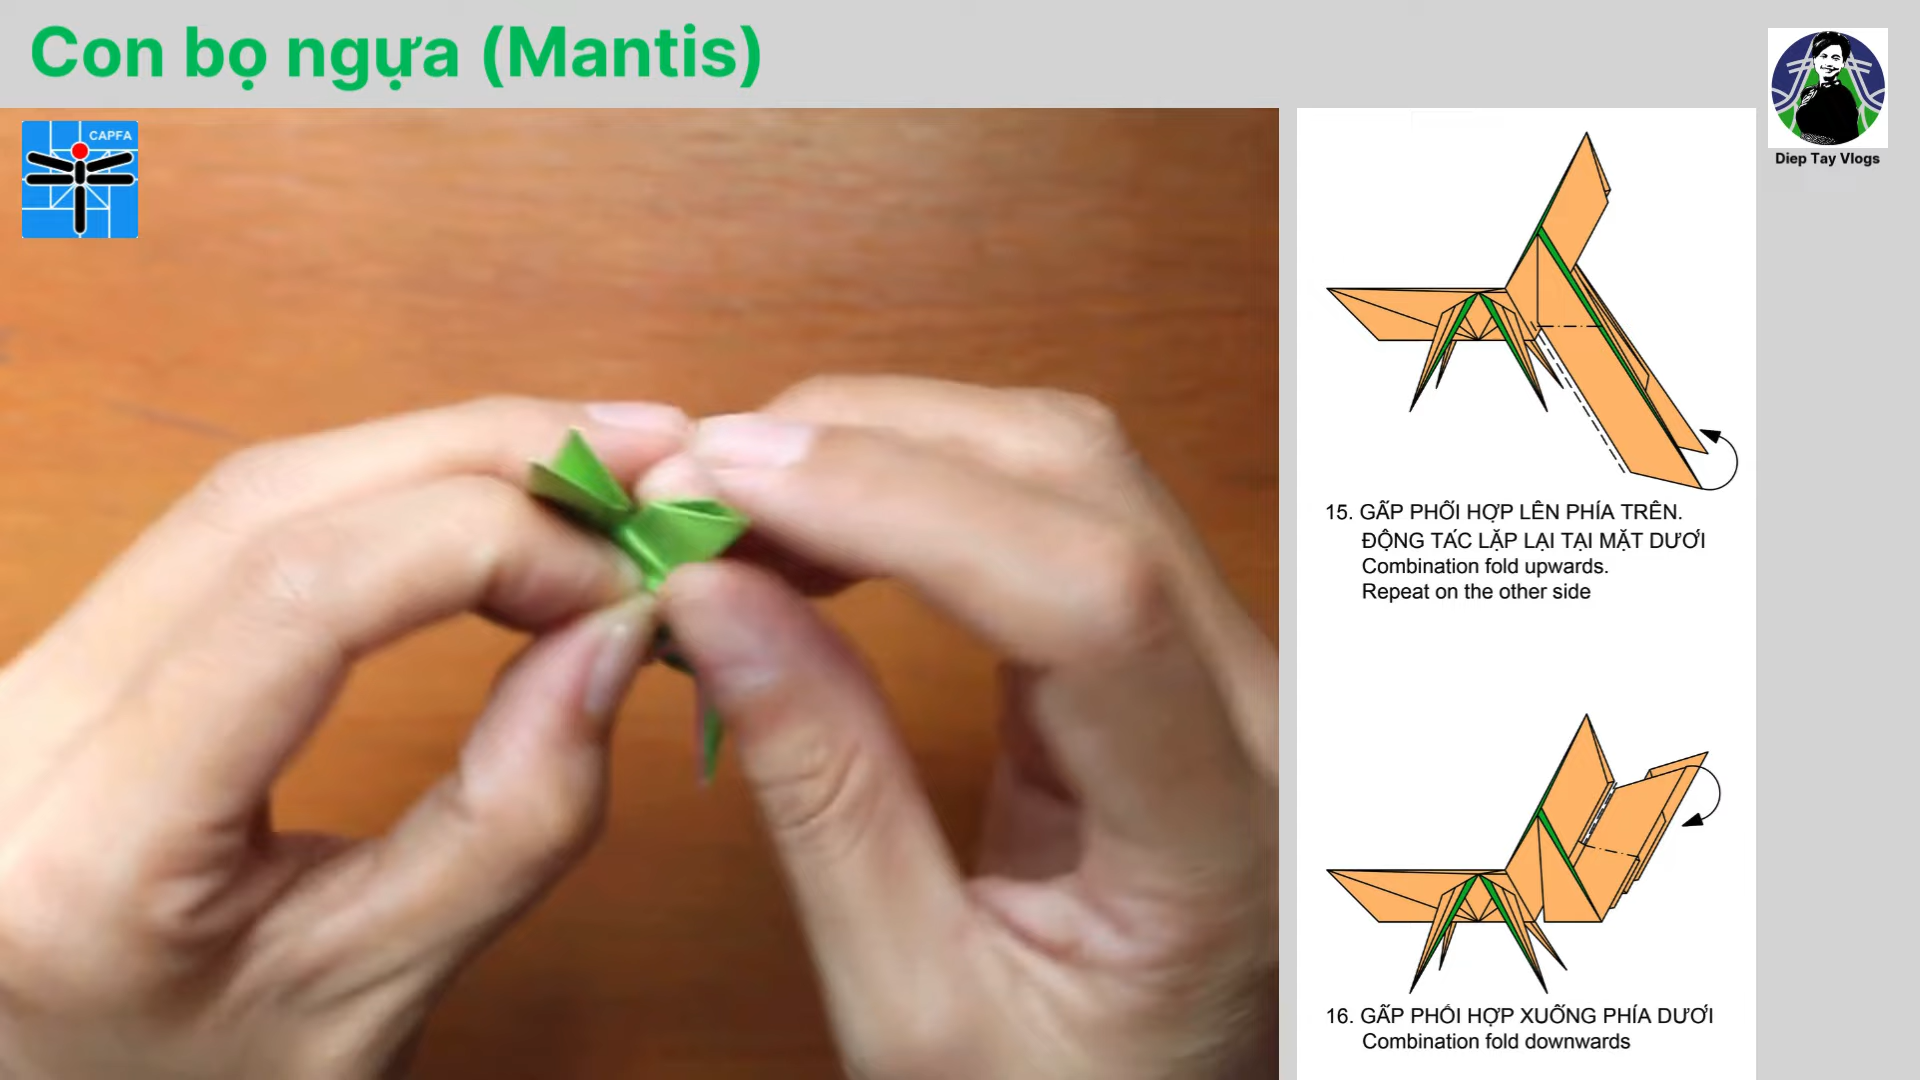 Con bọ ngựa (Mantis)
CAPFA
Diep Tay Vlogs
15. GẤP PHỐI HỢP LÊN PHÍA TRÊN.
ĐỘNG TÁC LẶP LẠI TẠI MẶT DƯỚI
Combination fold upwards.
Repeat on the other side
16. GẤP PHỐI HỢP XUỐNG PHÍA DƯỚI
Combination fold downwards